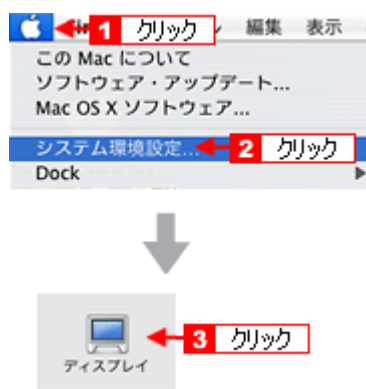 1 クリック 編集 表示
この Mac について
ソフトウェア・アップデート...
Mac OS X ソフトウェア...
システム環境設定... 2 クリック
Dock
ディスプレイ 3 クリック